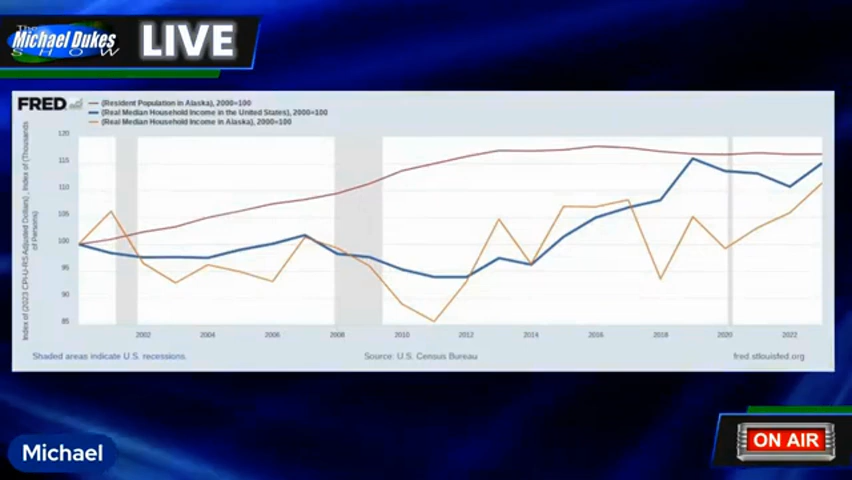 The
Michael Dukes
SHOW
LIVE
FRED
(Resident Population in Alaska), 2000=100
(Real Median Household Income in the United States), 2000=100
(Real Median Household Income in Alaska), 2000=100
Index of (2023 CPI-U-RS Adjusted Dollars) , Index of (Thousands
of Persons)
120
115
110
105
100
95
90
85
2002
2004
2006
2008
2010
2012
2014
2016
2018
2020
2022
Shaded areas indicate U.S. recessions.
Source: U.S. Census Bureau
fred.stlouisfed.org
Michael
ON AIR